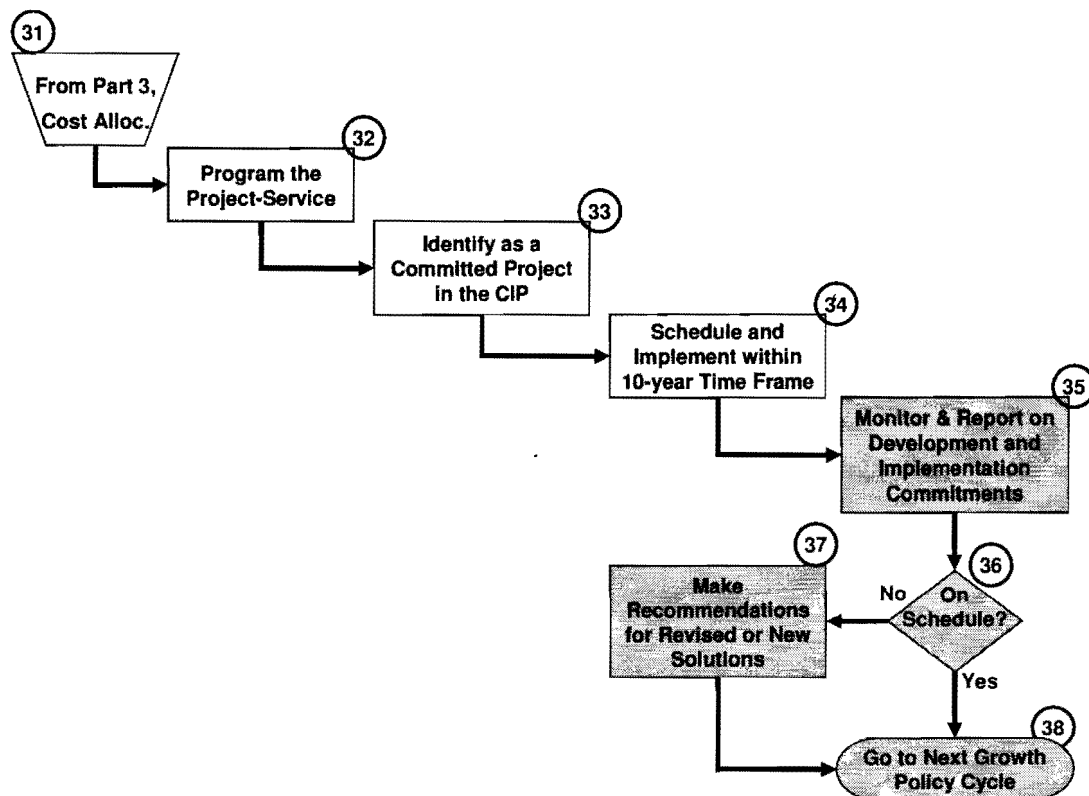 31
From Part 3,
Cost Alloc.
32
Program the
Project-Service
33
Identify as a
Committed Project
in the CIP
34
Schedule and
Implement within
10-year Time Frame
35
Monitor & Report on
Development and
Implementation
Commitments
36
On
Schedule?
No
Yes
37
Make
Recommendations
for Revised or New
Solutions
38
Go to Next Growth
Policy Cycle